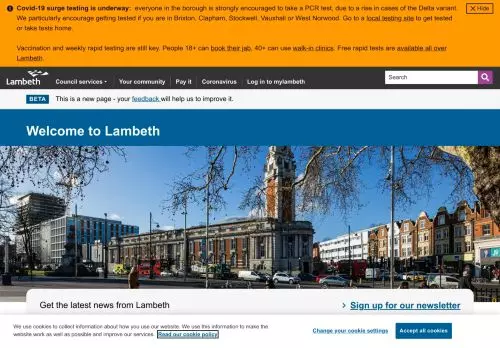 Covid-19 surge testing is underway: everyone in the borough is strongly encouraged to take a PCR test, due to a rise in cases of the Delta variant.
× Hide
We particularly encourage getting tested if you are in Brixton, Clapham, Stockwell, Vauxhall or West Norwood. Go to a local testing site to get tested
or take tests home.
Vaccination and weekly rapid testing are still key. People 18+ can book their jab, 40+ can use walk-in clinics. Free rapid tests are available all over
Lambeth.
Lambeth
Council services
Your community
Pay it
Coronavirus
Log in to mylambeth
Search
BETA This is a new page - your feedback will help us to improve it.
Welcome to Lambeth
Get the latest news from Lambeth
Sign up for our newsletter
We use cookies to collect information about how you use our website. We use this information to make
the website work as well as possible and improve our services. Read our cookie policy
Change your cookie settings
Accept all cookies